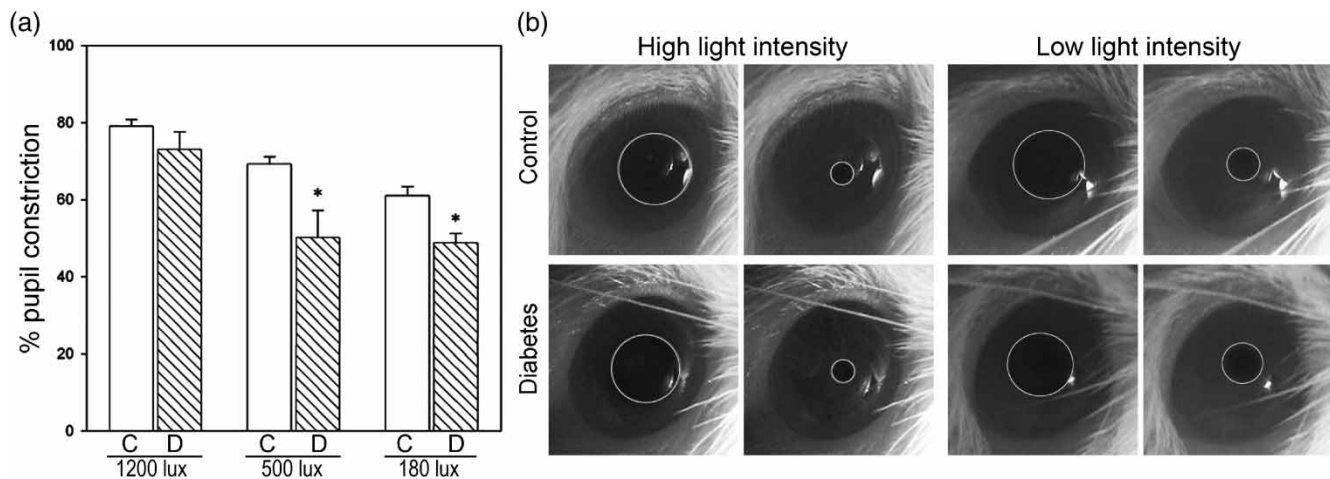 (a)
100
80
60
40
20
0
% pupil constriction
*
*
C D C D C D
1200 lux 500 lux 180 lux
(b)
High light intensity Low light intensity
Control
Diabetes